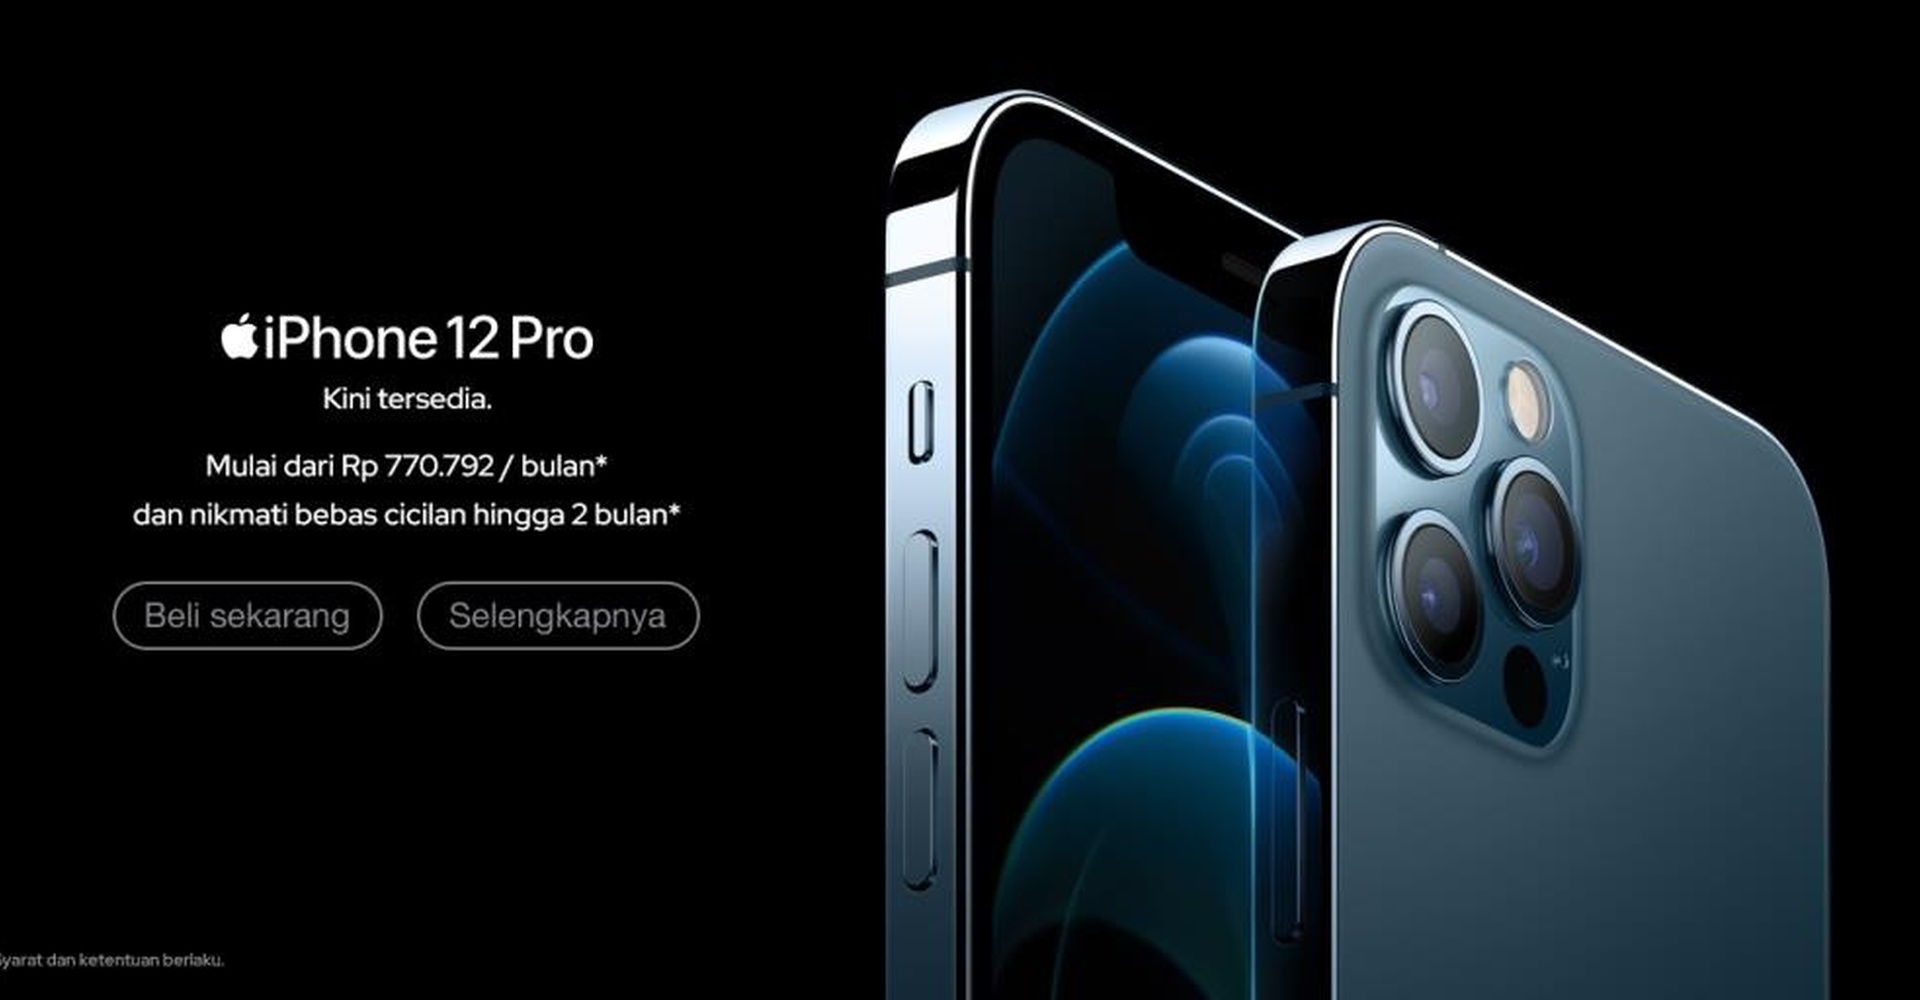 iPhone 12 Pro
Kini tersedia.
Mulai dari Rp 770.792 / bulan*
dan nikmati bebas cicilan hingga 2 bulan*
Beli sekarang
Selengkapnya
Syarat dan ketentuan berlaku.